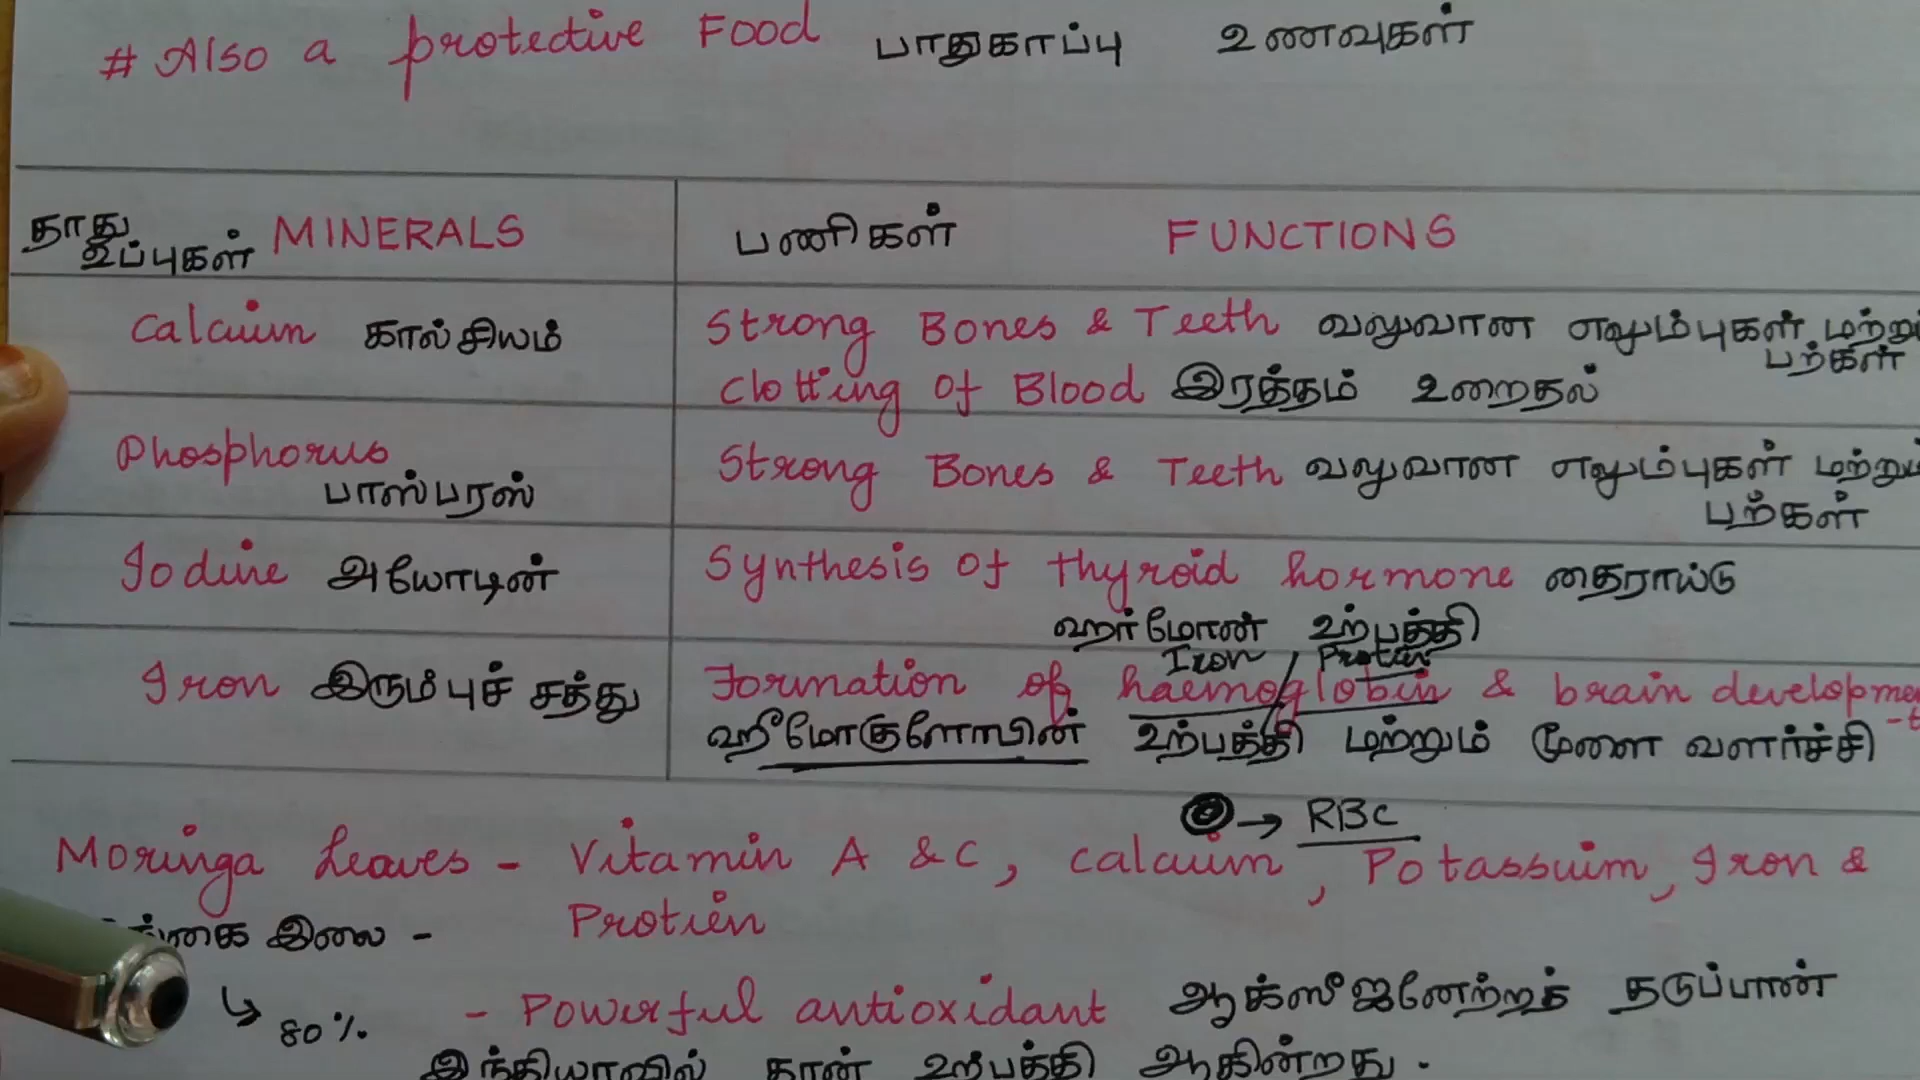 # Also a protective Food பாதுகாப்பு உணவுகள்
தாது உப்புகள் MINERALS பணிகள் FUNCTIONS
Calcium கால்சியம் Strong Bones & Teeth வலுவான எலும்புகள் மற்றும் பற்கள்
Clotting of Blood இரத்தம் உறைதல்
Phosphorus பாஸ்பரஸ் Strong Bones & Teeth வலுவான எலும்புகள் மற்றும் பற்கள்
Iodine அயோடின் Synthesis of thyroid hormone தைராய்டு
ஹார்மோன் உற்பத்தி
Iron / Protein
Iron இரும்புச் சத்து Formation of haemoglobin & brain development
ஹீமோகுளோபின் உற்பத்தி மற்றும் மூளை வளர்ச்சி
→ RBC
Moringa Leaves - Vitamin A & C, Calcium, Potassium, Iron &
Protien
இலை -
↳ 80% - Powerful antioxidant ஆக்ஸிஜனேற்றத் தடுப்பான்
இந்தியாவில் தான் உற்பத்தி ஆகின்றது.